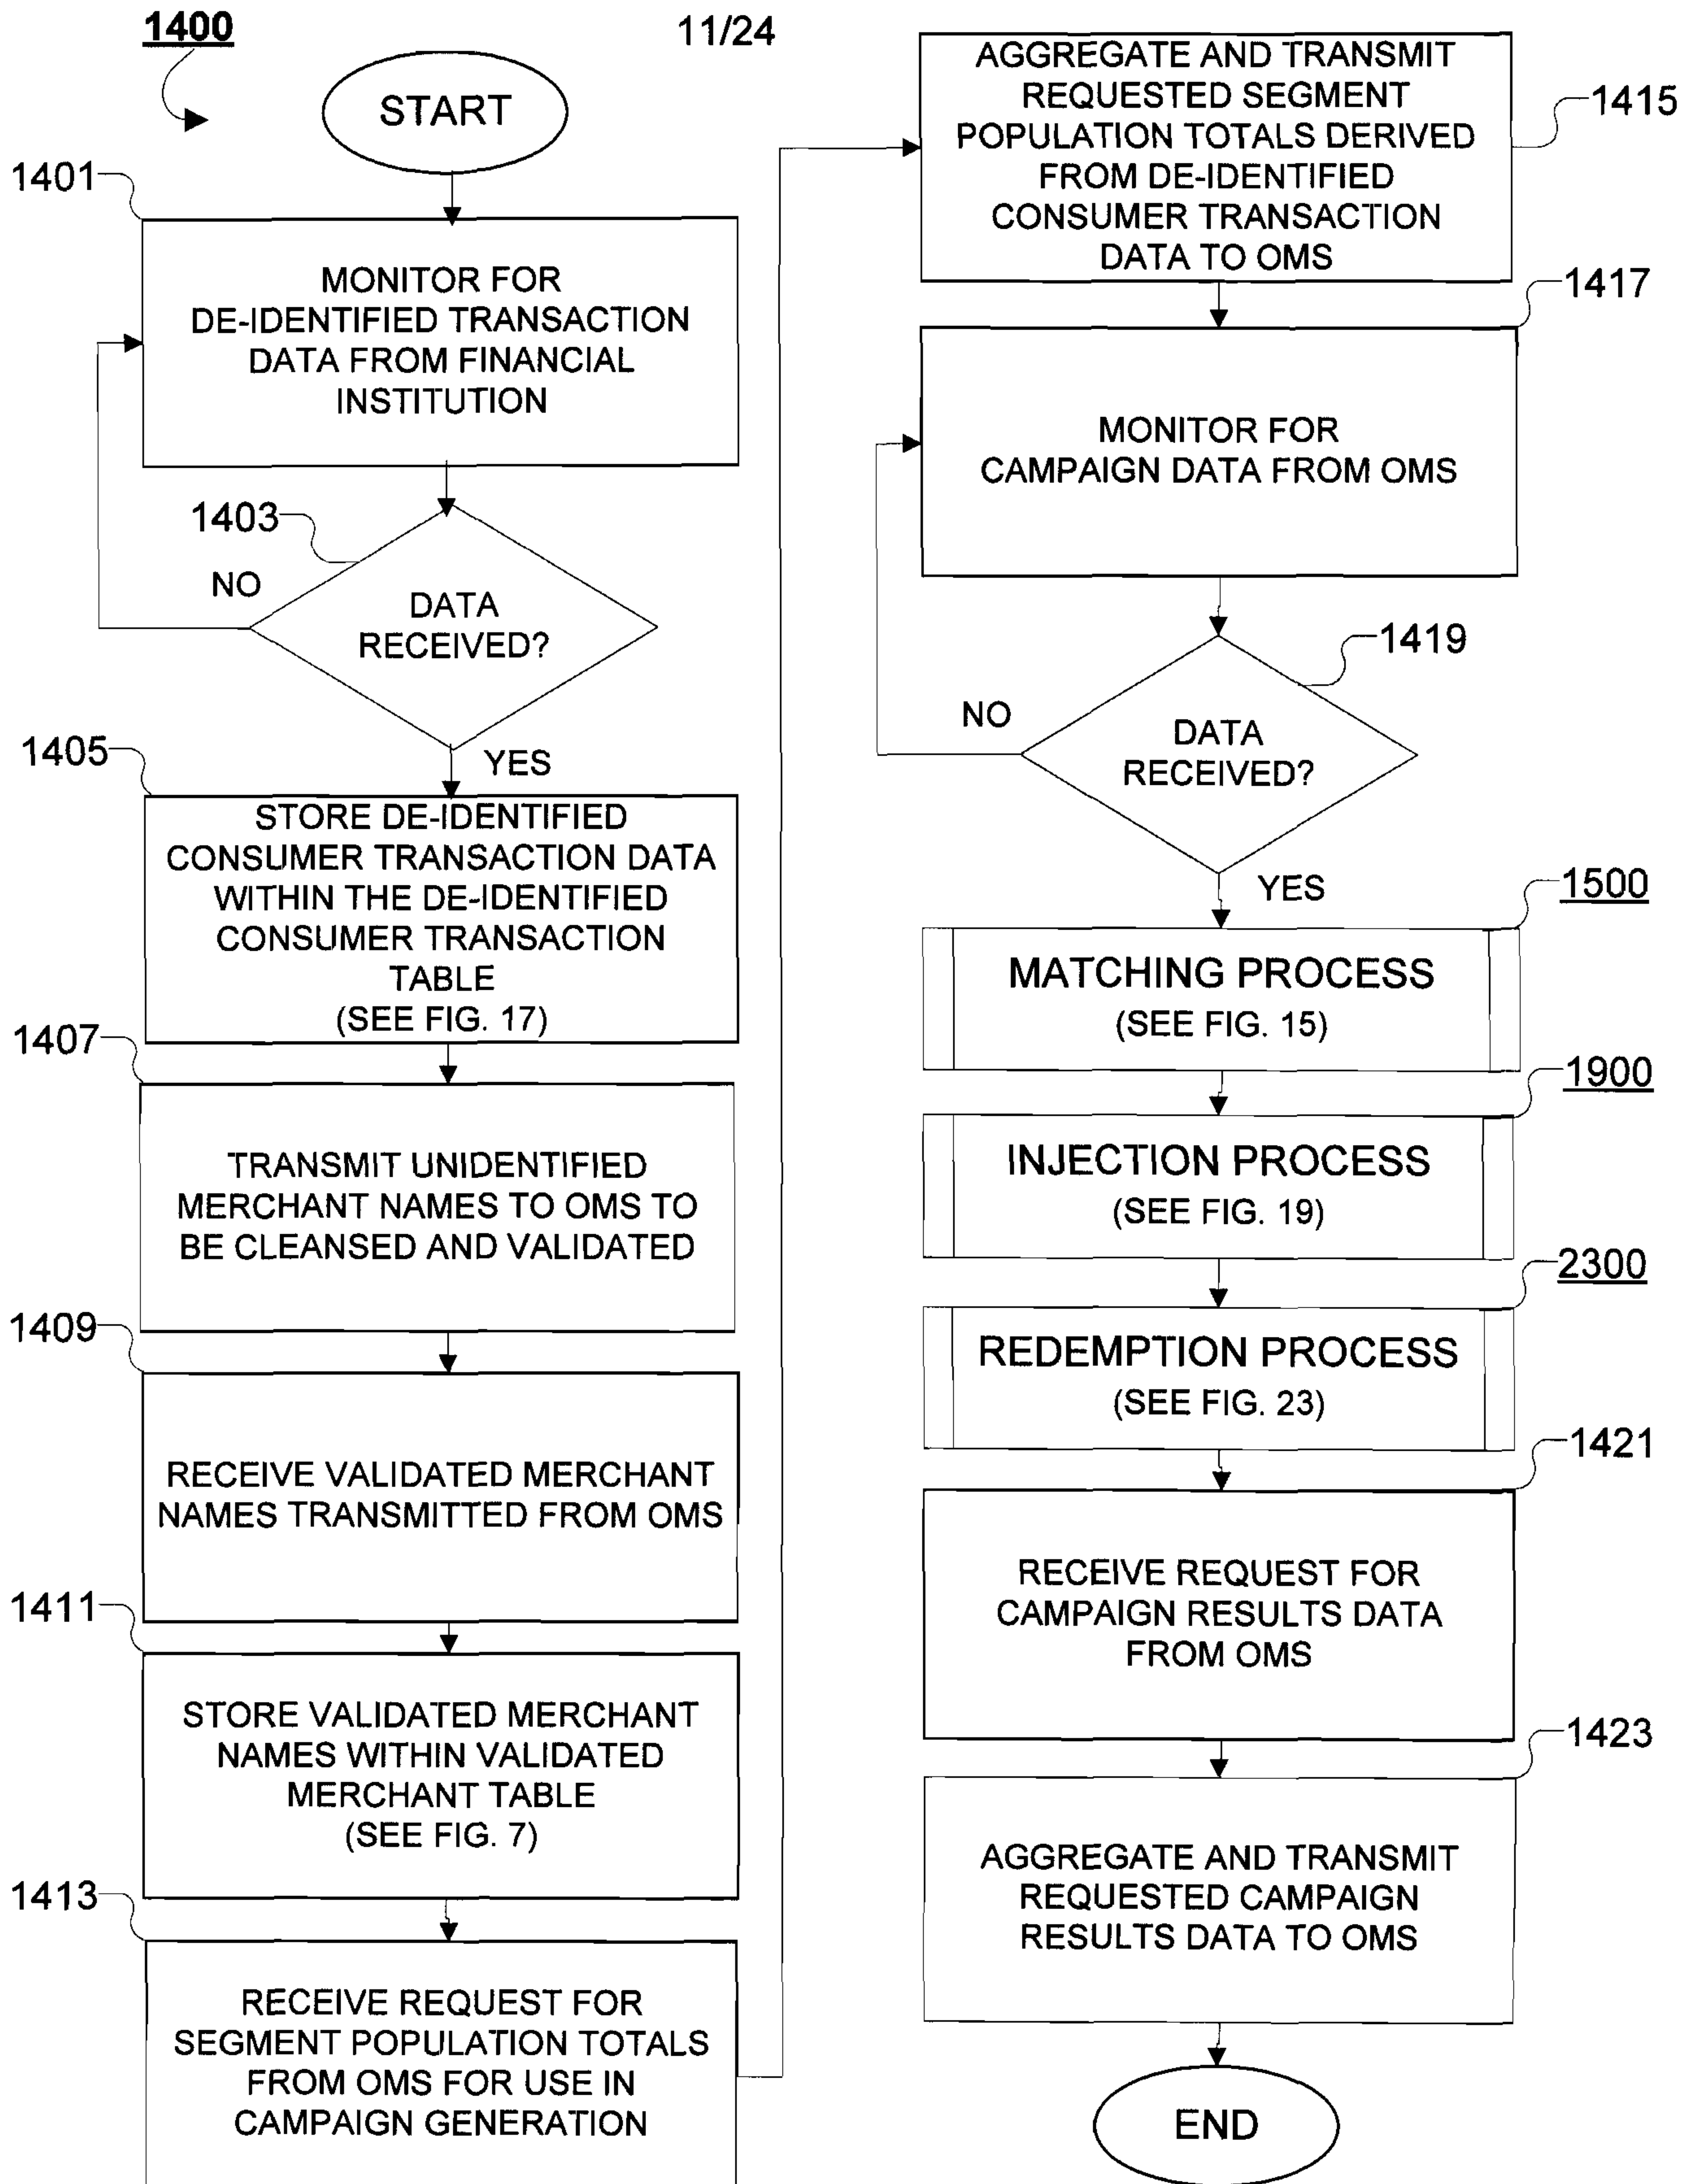 1400
11/24
START
1401
MONITOR FOR
DE-IDENTIFIED TRANSACTION
DATA FROM FINANCIAL
INSTITUTION
1403
NO
DATA
RECEIVED?
YES
1405
STORE DE-IDENTIFIED
CONSUMER TRANSACTION DATA
WITHIN THE DE-IDENTIFIED
CONSUMER TRANSACTION
TABLE
(SEE FIG. 17)
1407
TRANSMIT UNIDENTIFIED
MERCHANT NAMES TO OMS TO
BE CLEANSED AND VALIDATED
1409
RECEIVE VALIDATED MERCHANT
NAMES TRANSMITTED FROM OMS
1411
STORE VALIDATED MERCHANT
NAMES WITHIN VALIDATED
MERCHANT TABLE
(SEE FIG. 7)
1413
RECEIVE REQUEST FOR
SEGMENT POPULATION TOTALS
FROM OMS FOR USE IN
CAMPAIGN GENERATION
AGGREGATE AND TRANSMIT
REQUESTED SEGMENT
POPULATION TOTALS DERIVED
FROM DE-IDENTIFIED
CONSUMER TRANSACTION
DATA TO OMS
1415
1417
MONITOR FOR
CAMPAIGN DATA FROM OMS
1419
NO
DATA
RECEIVED?
YES
1500
MATCHING PROCESS
(SEE FIG. 15)
1900
INJECTION PROCESS
(SEE FIG. 19)
2300
REDEMPTION PROCESS
(SEE FIG. 23)
1421
RECEIVE REQUEST FOR
CAMPAIGN RESULTS DATA
FROM OMS
1423
AGGREGATE AND TRANSMIT
REQUESTED CAMPAIGN
RESULTS DATA TO OMS
END